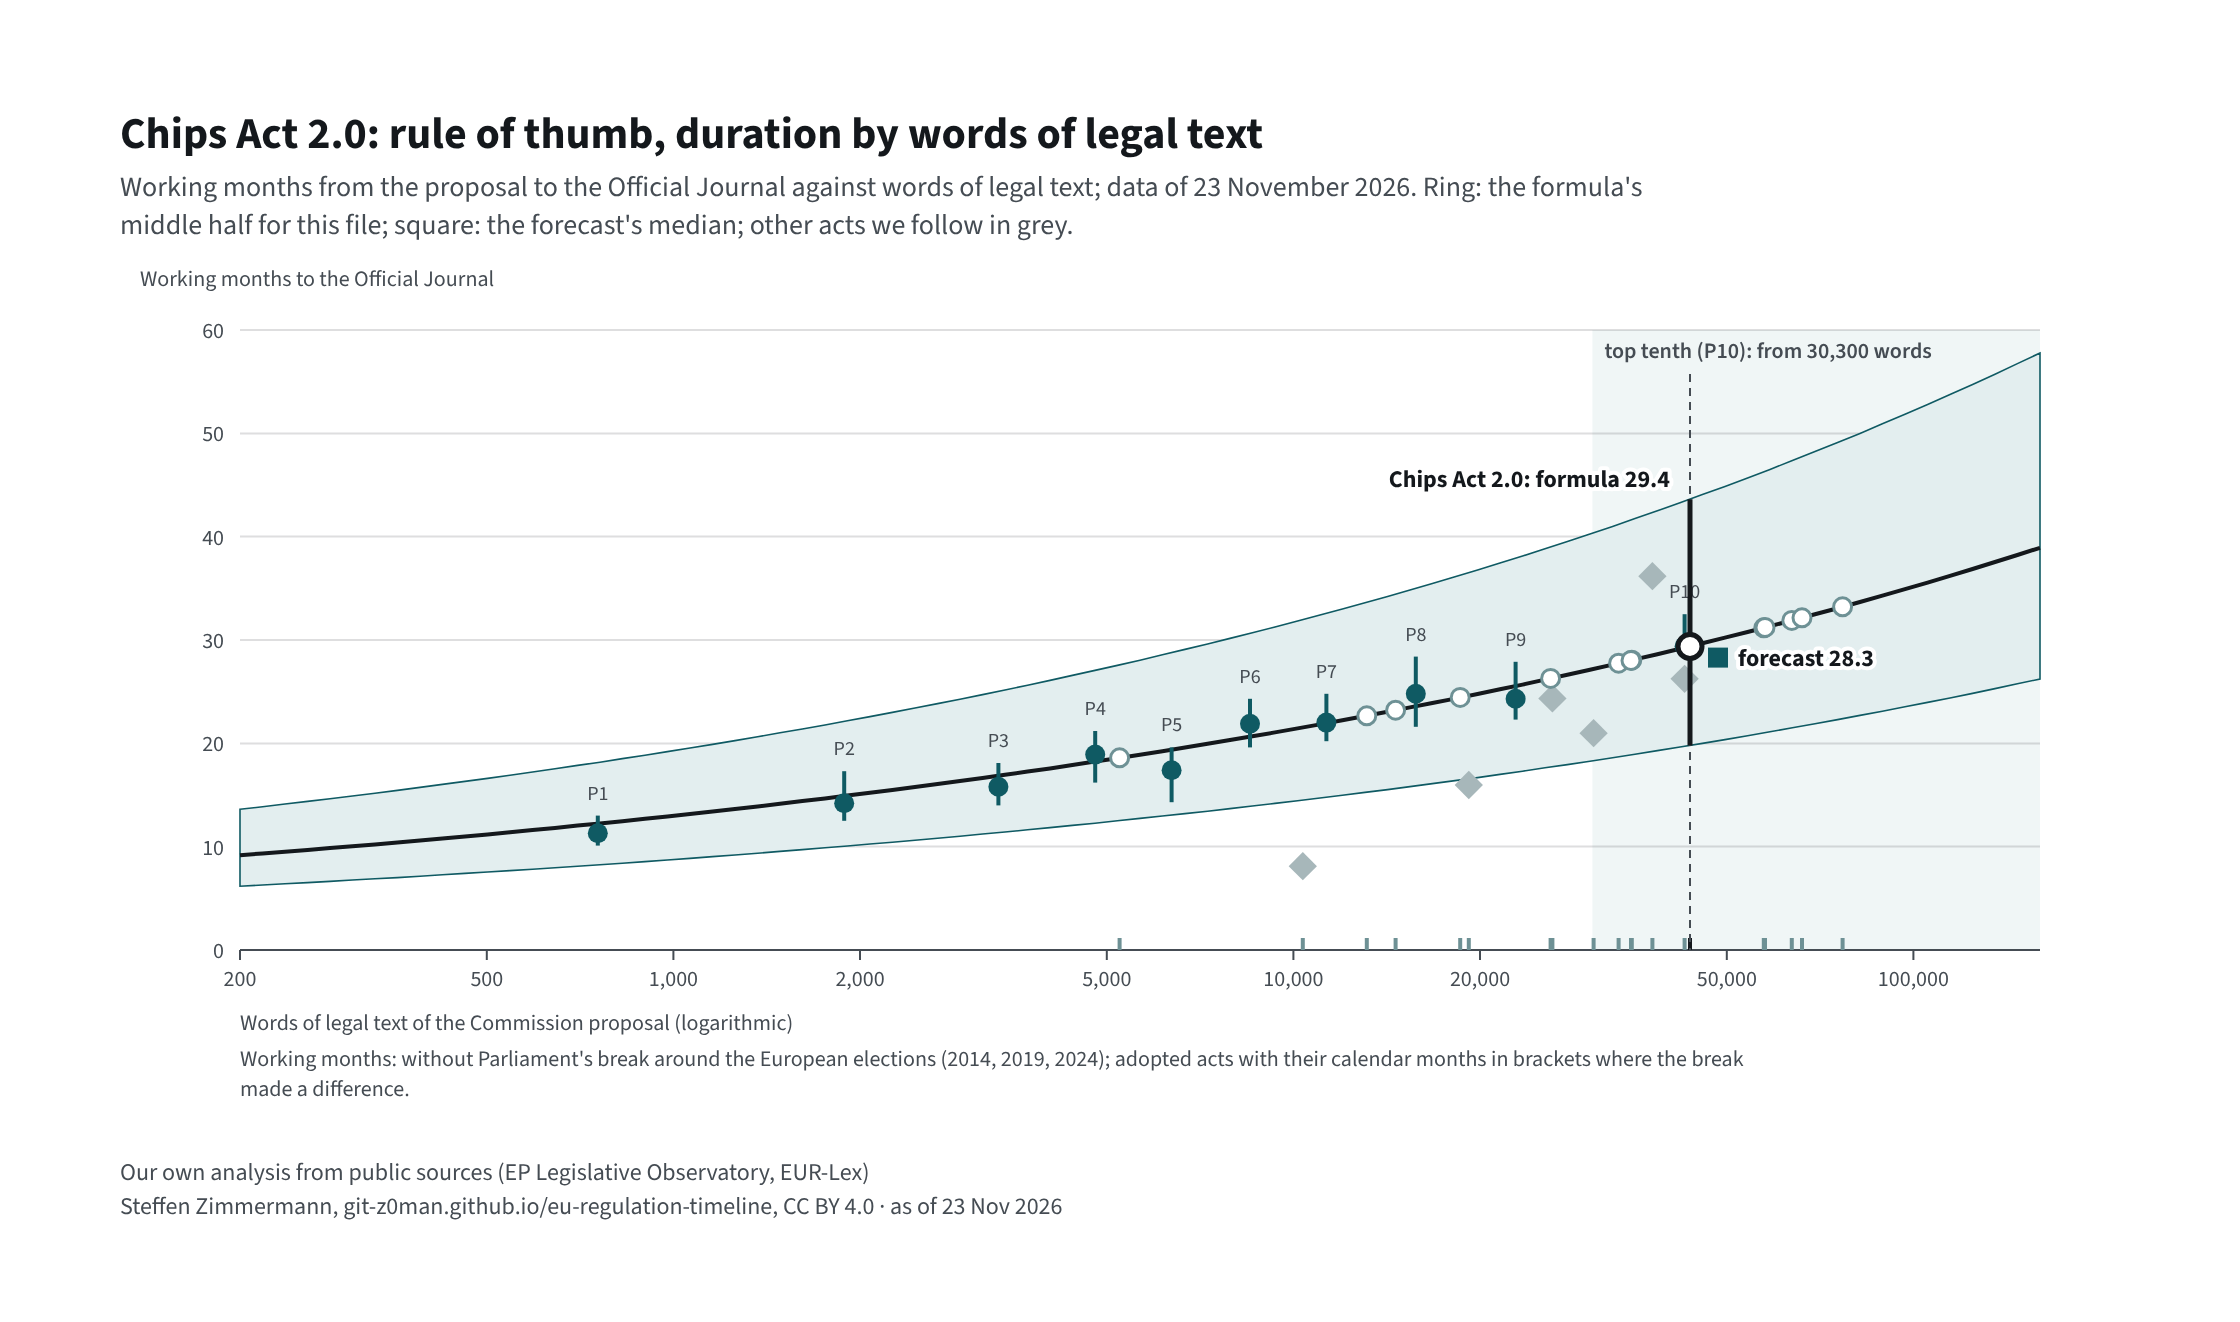 Chips Act 2.0: rule of thumb, duration by words of legal text
Working months from the proposal to the Official Journal against words of legal text; data of 23 November 2026. Ring: the formula's
middle half for this file; square: the forecast's median; other acts we follow in grey.
Working months to the Official Journal
60
top tenth (P10): from 30,300 words
50
Chips Act 2.0: formula 29.4
40
P10
30
P8
P9
forecast 28.3
P7
P6
P4
P5
P3
P2
20
P1
10
0
200
500
1,000
2,000
5,000
10,000
20,000
50,000
100,000
Words of legal text of the Commission proposal (logarithmic)
Working months: without Parliament's break around the European elections (2014, 2019, 2024); adopted acts with their calendar months in brackets where the break
made a difference.
Our own analysis from public sources (EP Legislative Observatory, EUR-Lex)
Steffen Zimmermann, git-z0man.github.io/eu-regulation-timeline, CC BY 4.0 · as of 23 Nov 2026